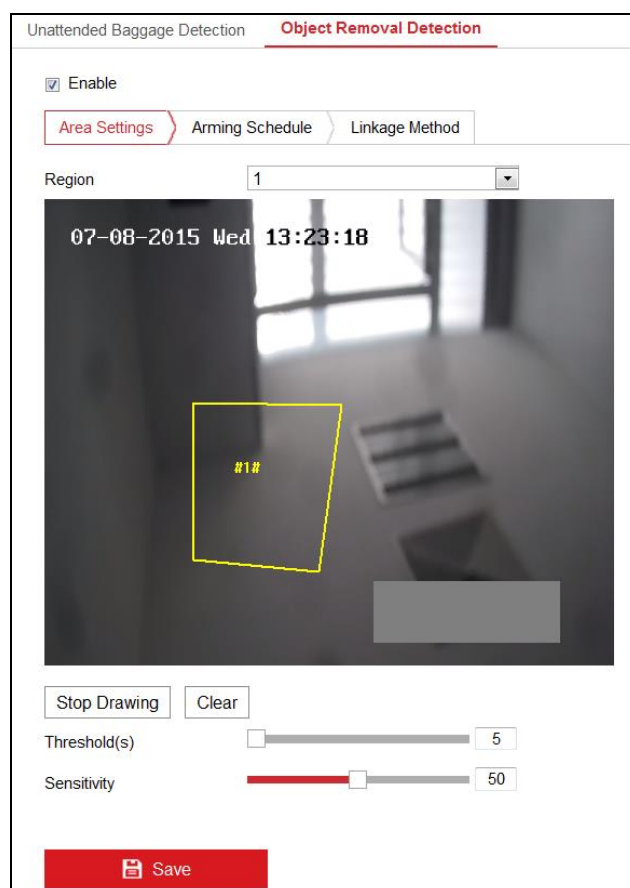 Unattended Baggage Detection Object Removal Detection
Enable
Area Settings Arming Schedule Linkage Method
Region 1
07-08-2015 Wed 13:23:18
#1#
Stop Drawing Clear
Threshold(s) 5
Sensitivity 50
Save